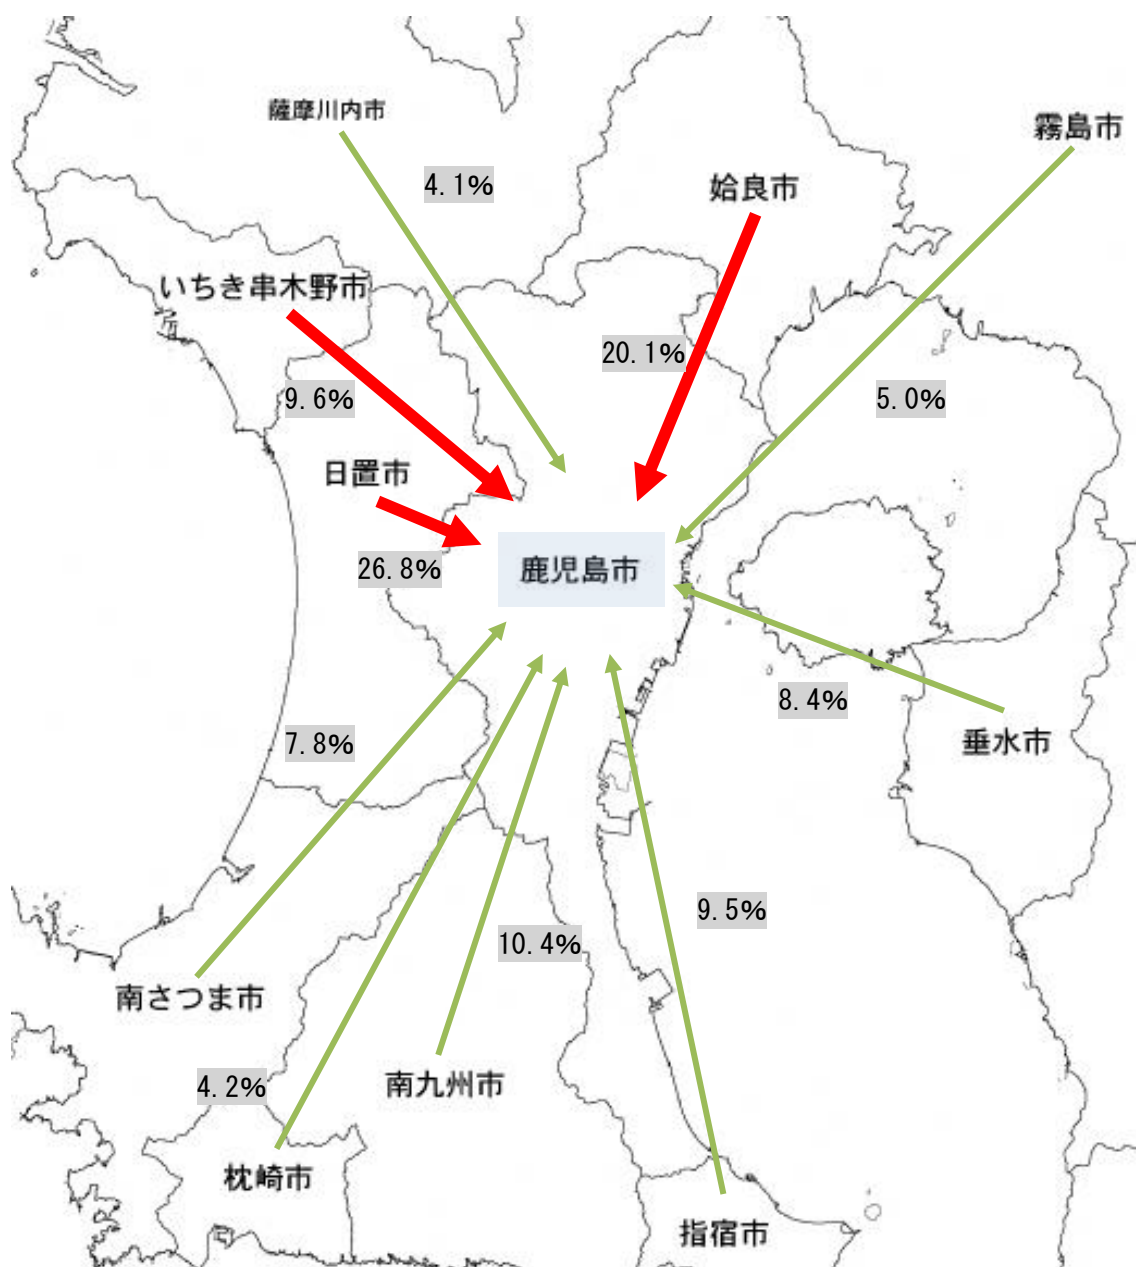 薩摩川内市
霧島市
4.1%
姶良市
いちき串木野市
20.1%
9.6%
5.0%
日置市
26.8%
鹿児島市
8.4%
垂水市
7.8%
9.5%
10.4%
南さつま市
南九州市
4.2%
枕崎市
指宿市